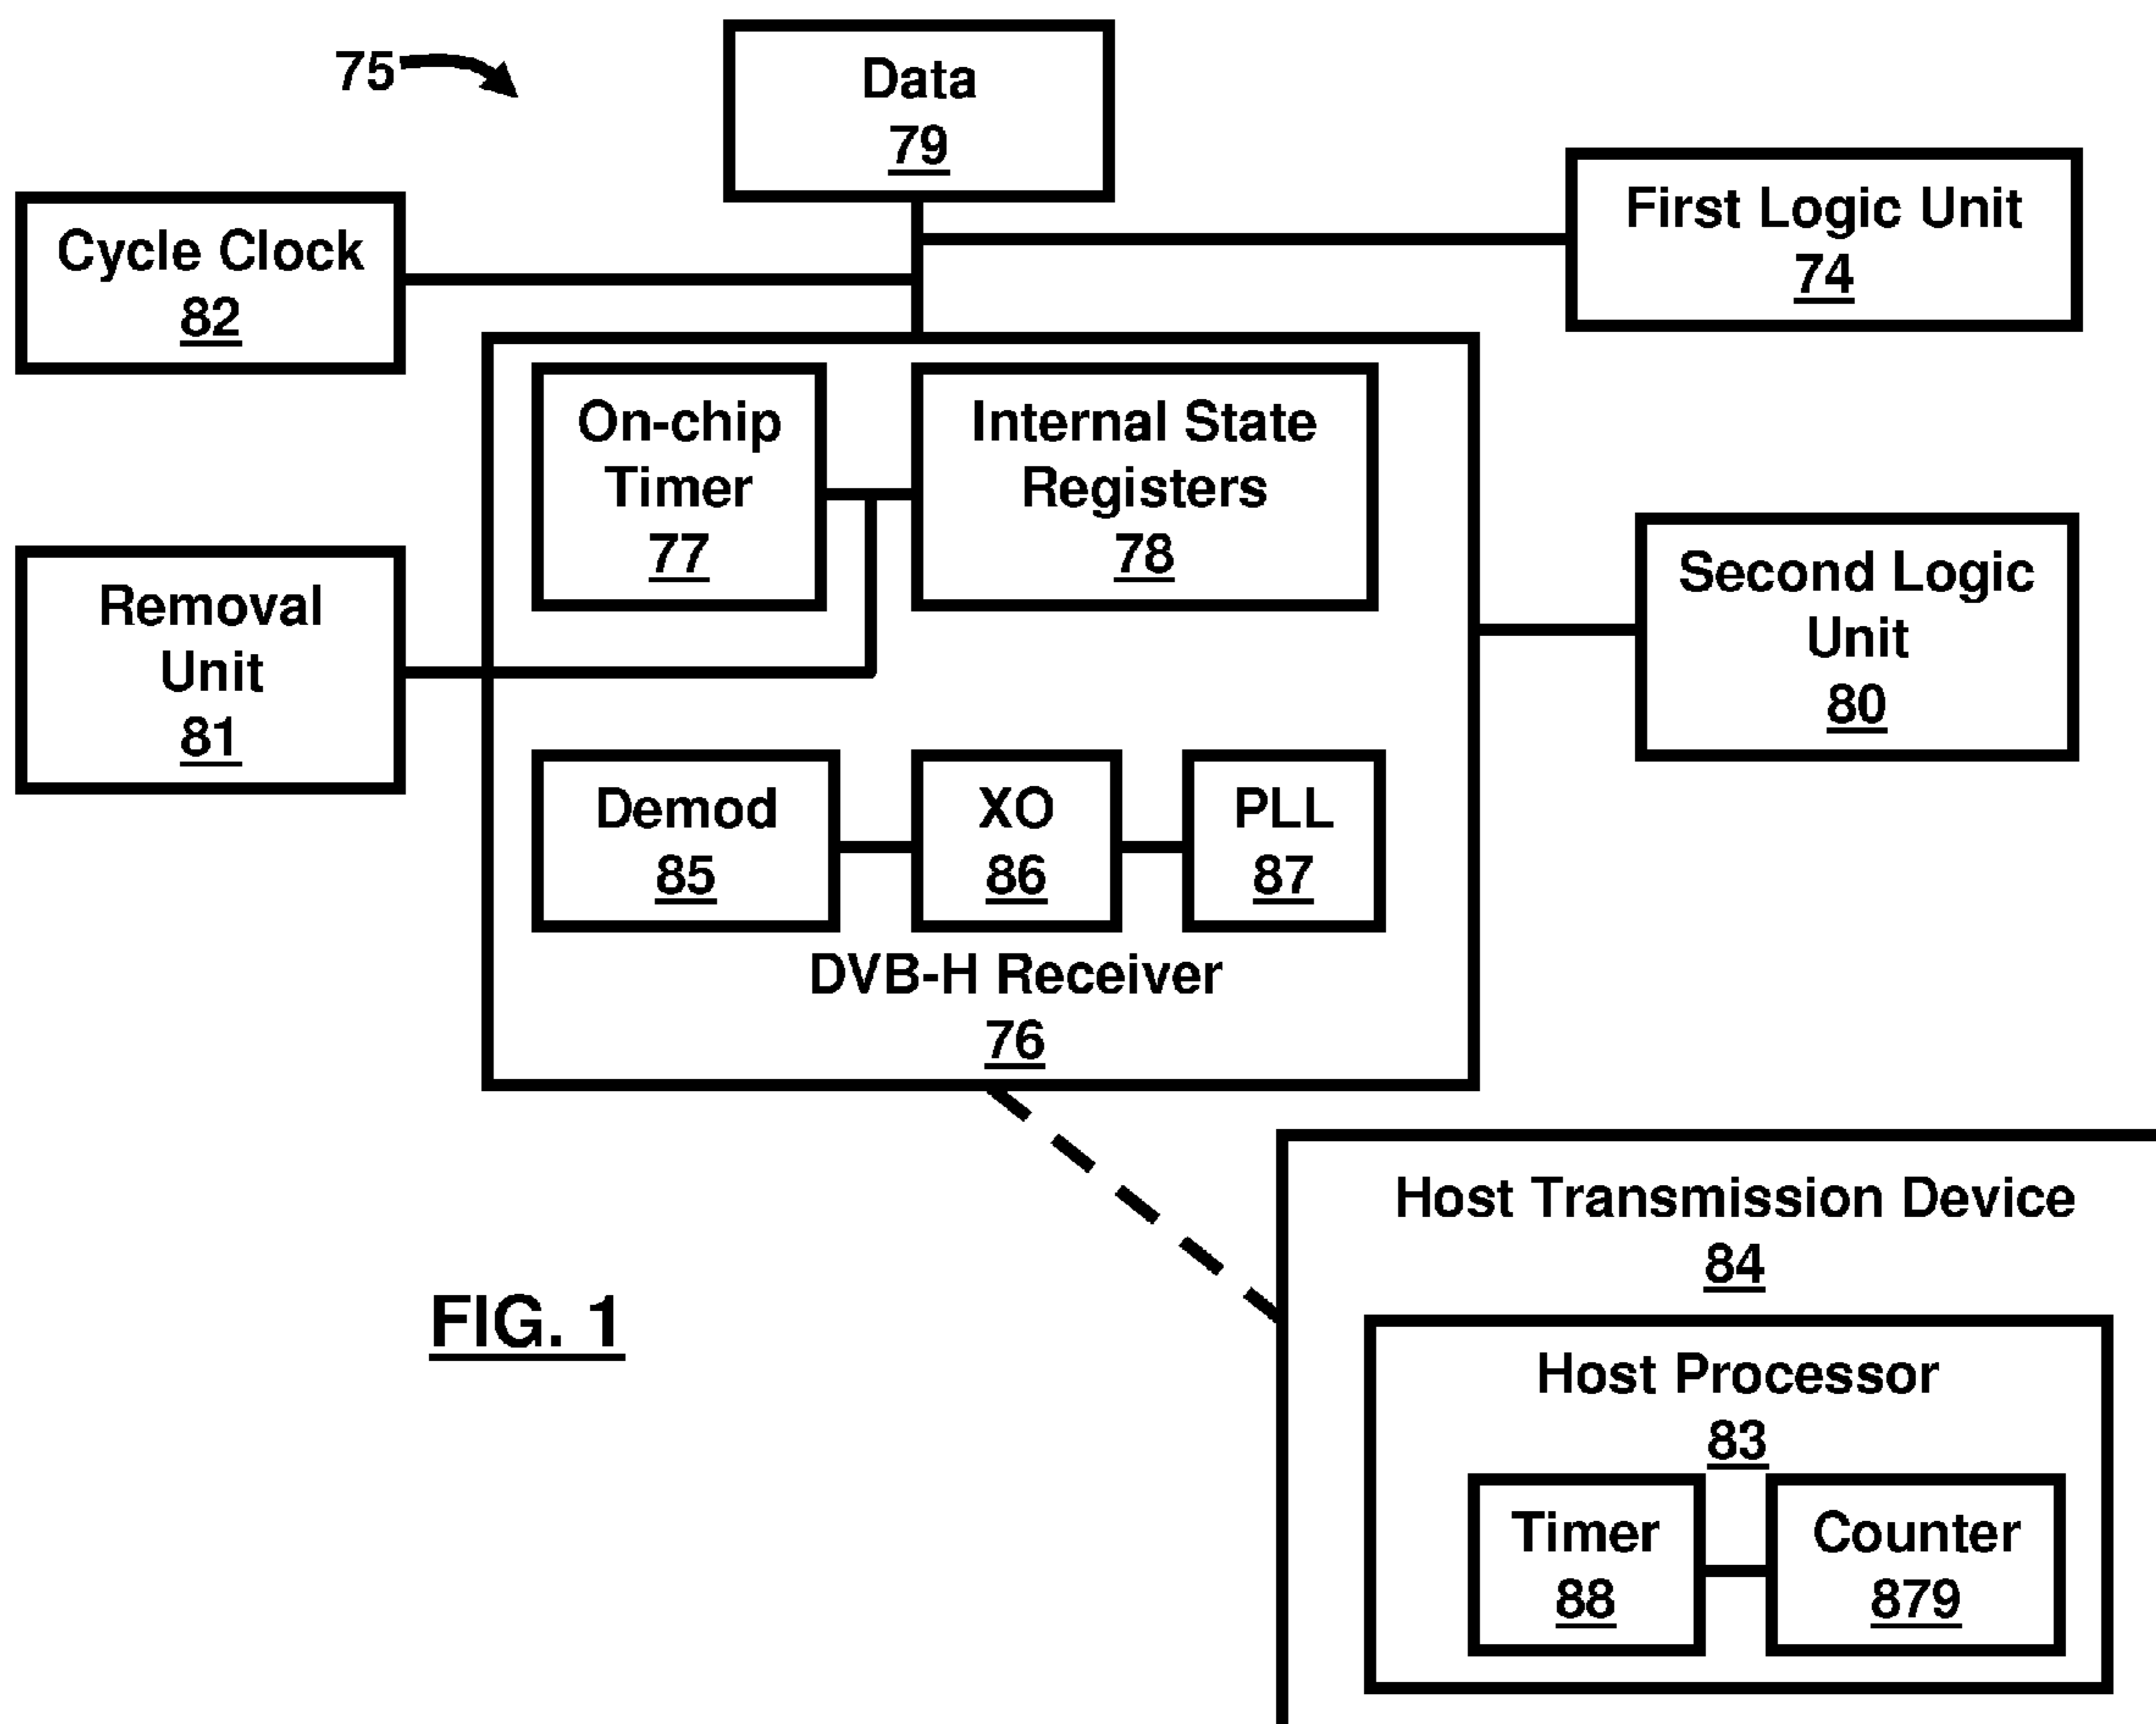 75
Data
79
First Logic Unit
74
Cycle Clock
82
On-chip
Timer
77
Internal State
Registers
78
Removal
Unit
81
Second Logic
Unit
80
Demod
85
XO
86
PLL
87
DVB-H Receiver
76
Host Transmission Device
84
Host Processor
83
Timer
88
Counter
879
FIG. 1